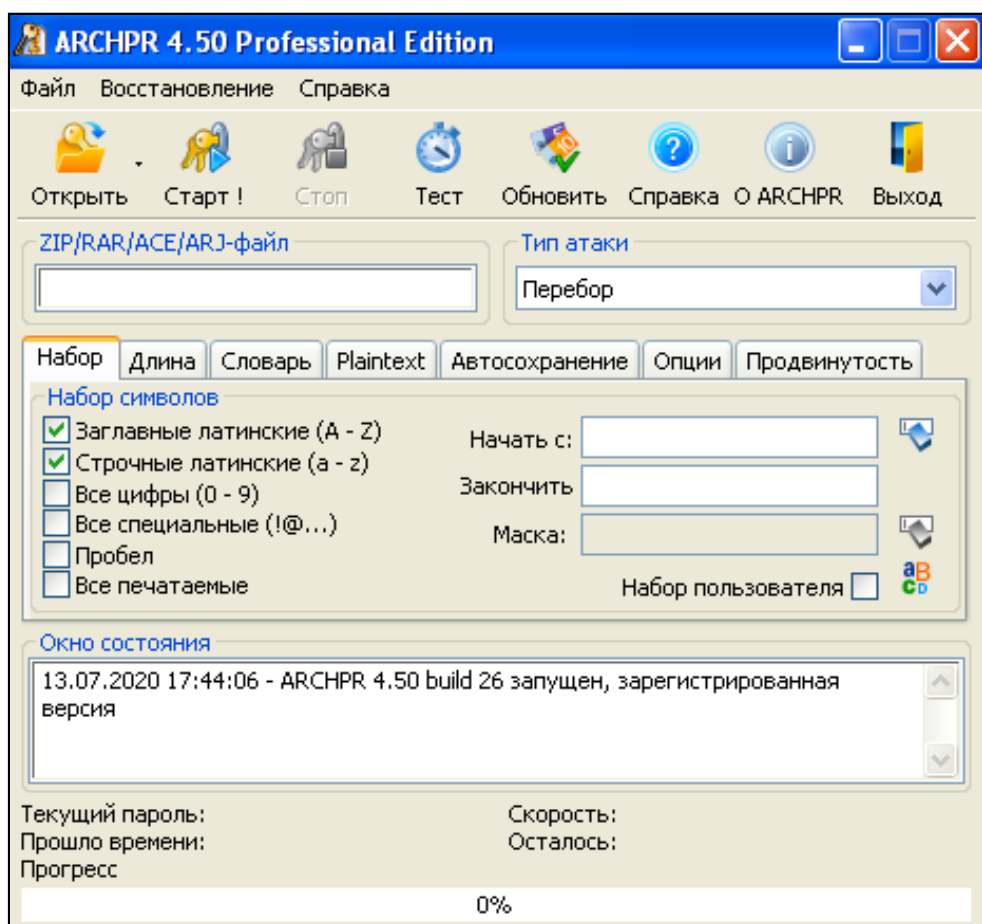 ARCHPR 4.50 Professional Edition
Файл Восстановление Справка
Открыть Старт ! Стоп Тест Обновить Справка О ARCHPR Выход
ZIP/RAR/ACE/ARJ-файл Тип атаки
Перебор
Набор Длина Словарь Plaintext Автосохранение Опции Продвинутость
Набор символов
Заглавные латинские (A - Z) Начать с:
Строчные латинские (a - z)
Все цифры (0 - 9) Закончить
Все специальные (!@...) Маска:
Пробел
Все печатаемые Набор пользователя
Окно состояния
13.07.2020 17:44:06 - ARCHPR 4.50 build 26 запущен, зарегистрированная
версия
Текущий пароль: Скорость:
Прошло времени: Осталось:
Прогресс
0%